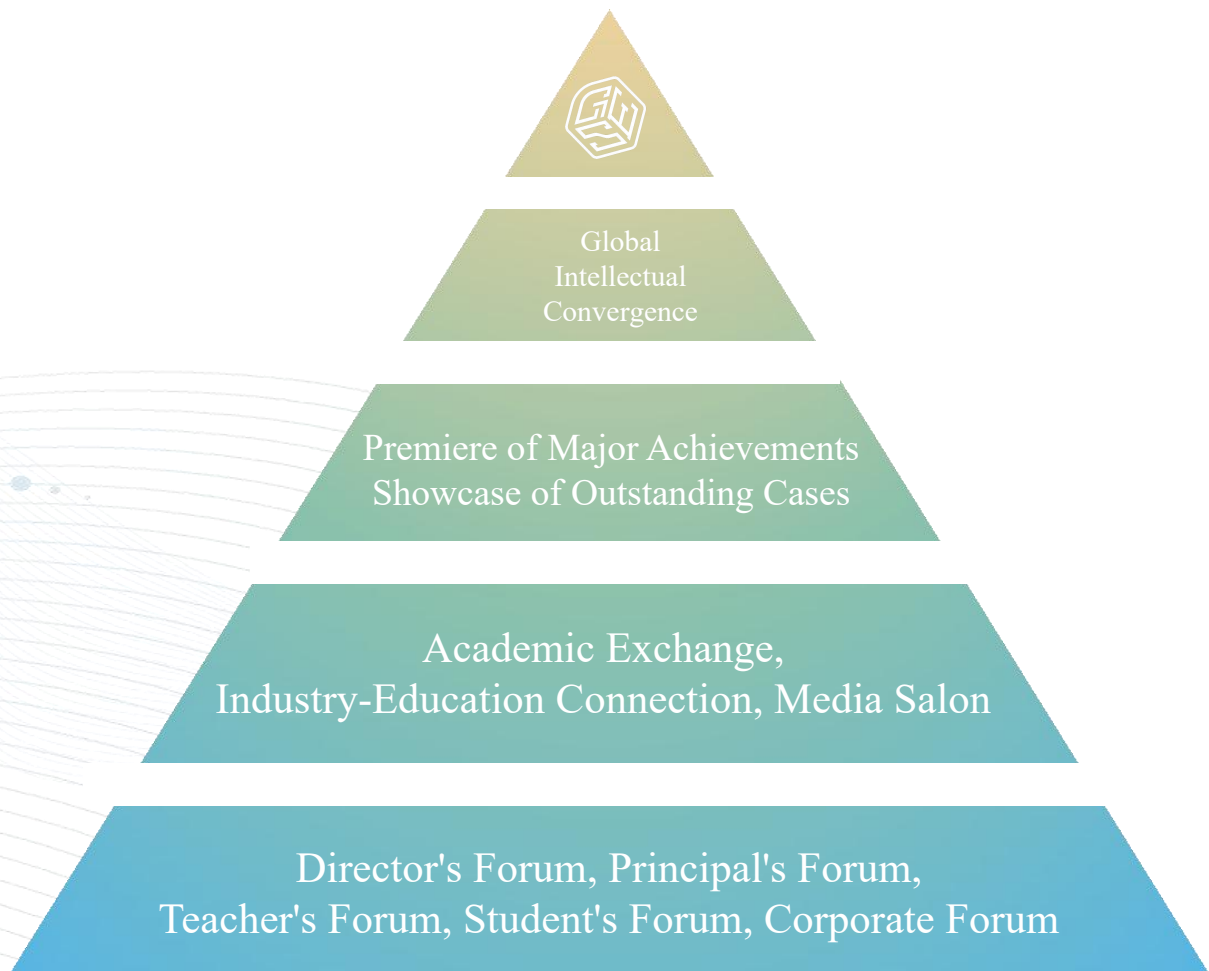 Global
Intellectual
Convergence
Premiere of Major Achievements
Showcase of Outstanding Cases
Academic Exchange,
Industry-Education Connection, Media Salon
Director's Forum, Principal's Forum,
Teacher's Forum, Student's Forum, Corporate Forum